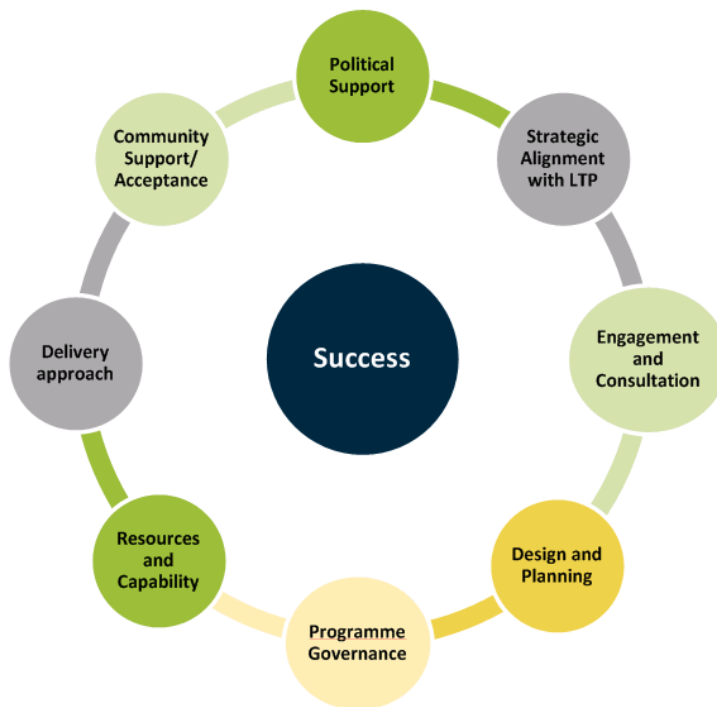 Political
Support
Strategic
Alignment
with LTP
Engagement
and
Consultation
Design and
Planning
Programme
Governance
Resources
and
Capability
Delivery
approach
Community
Support/
Acceptance
Success